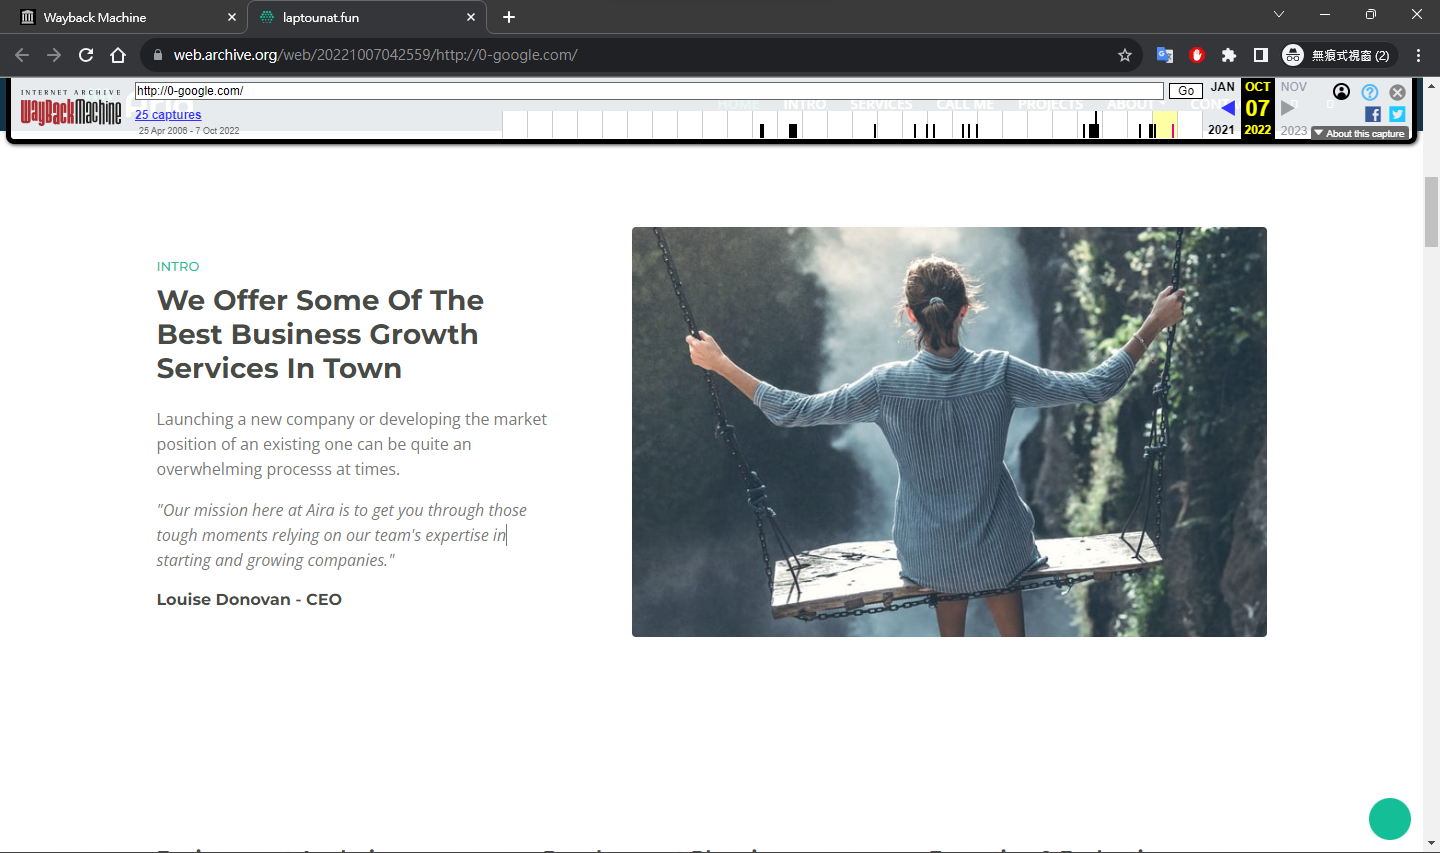 Wayback Machine
laptounat.fun
web.archive.org/web/20221007042559/http://0-google.com/
無痕式視窗 (2)
INTERNET ARCHIVE
WayBackMachine
http://0-google.com/
Go
JAN
OCT
NOV
25 captures
07
25 Apr 2006 - 7 Oct 2022
2021
2022
2023
About this capture
HOME
INTRO
SERVICES
CALL ME
PROJECTS
ABOUT
INTRO
We Offer Some Of The
Best Business Growth
Services In Town
Launching a new company or developing the market
position of an existing one can be quite an
overwhelming processs at times.
"Our mission here at Aira is to get you through those
tough moments relying on our team's expertise in
starting and growing companies."
Louise Donovan - CEO